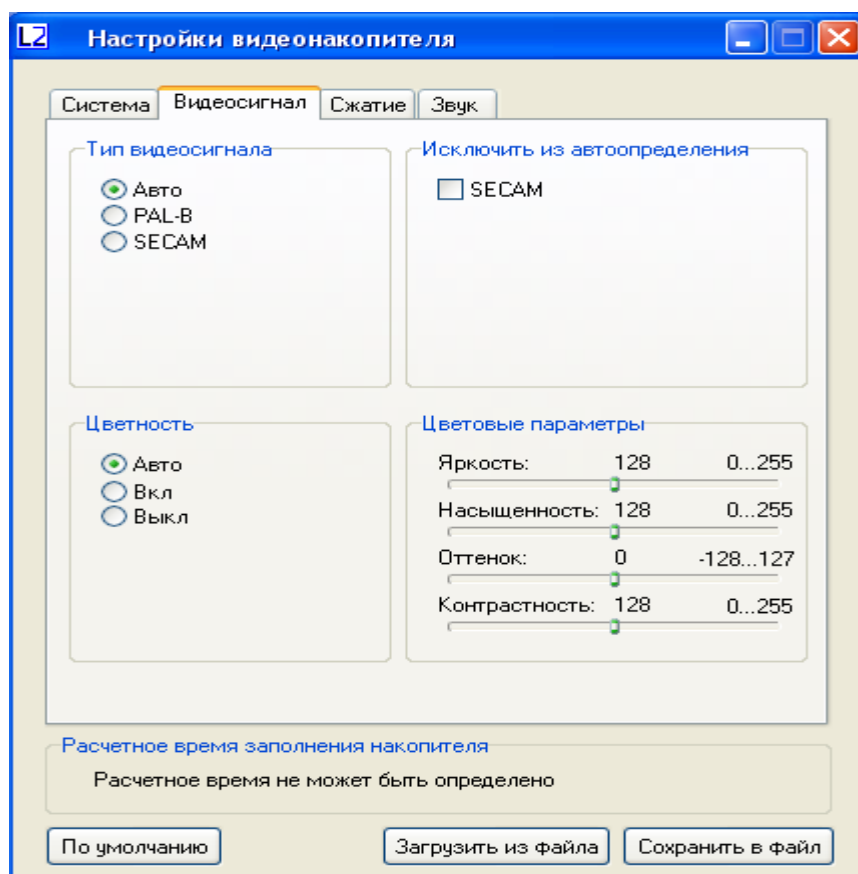 L2 Настройки видеонакопителя
Система Видеосигнал Сжатие Звук
Тип видеосигнала
Авто
PAL-B
SECAM
Исключить из автоопределения
SECAM
Цветность
Авто
Вкл
Выкл
Цветовые параметры
Яркость: 128 0...255
Насыщенность: 128 0...255
Оттенок: 0 -128...127
Контрастность: 128 0...255
Расчетное время заполнения накопителя
Расчетное время не может быть определено
По умолчанию Загрузить из файла Сохранить в файл